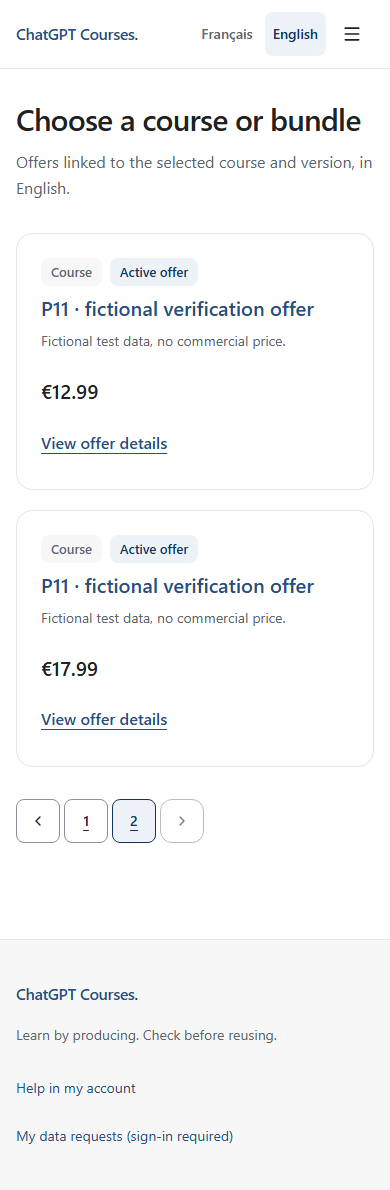 ChatGPT Courses.
Français
English
Choose a course or bundle
Offers linked to the selected course and version, in
English.
Course
Active offer
P11 · fictional verification offer
Fictional test data, no commercial price.
€12.99
View offer details
Course
Active offer
P11 · fictional verification offer
Fictional test data, no commercial price.
€17.99
View offer details
1
2
ChatGPT Courses.
Learn by producing. Check before reusing.
Help in my account
My data requests (sign-in required)